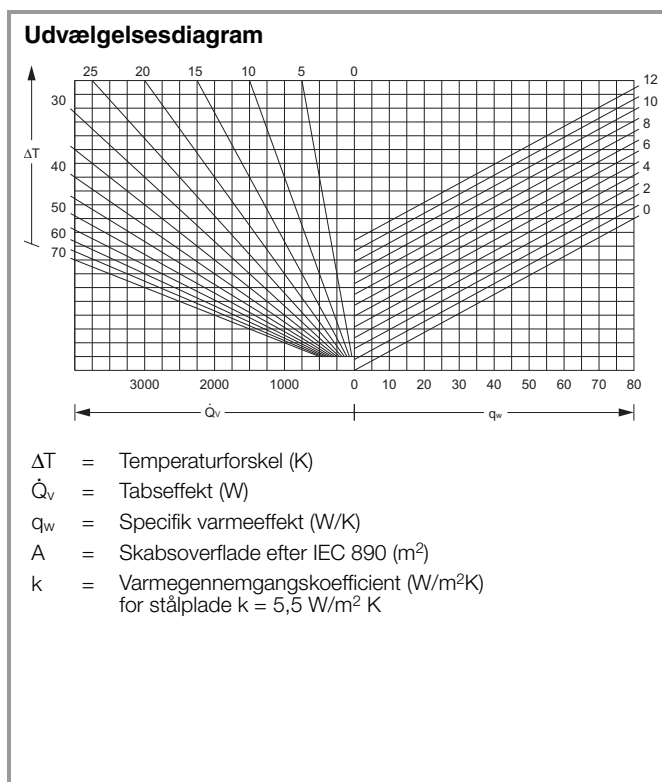 Udvælgelsesdiagram
25 20 15 10 5 0
12
30
10
8
ΔT
6
40
4
50
2
60
0
70
3000 2000 1000 0 10 20 30 40 50 60 70 80
Q̇v qw
ΔT = Temperaturforskel (K)
Q̇v = Tabseffekt (W)
qw = Specifik varmeeffekt (W/K)
A = Skabsoverflade efter IEC 890 (m²)
k = Varmegennemgangskoefficient (W/m²K)
for stålplade k = 5,5 W/m² K